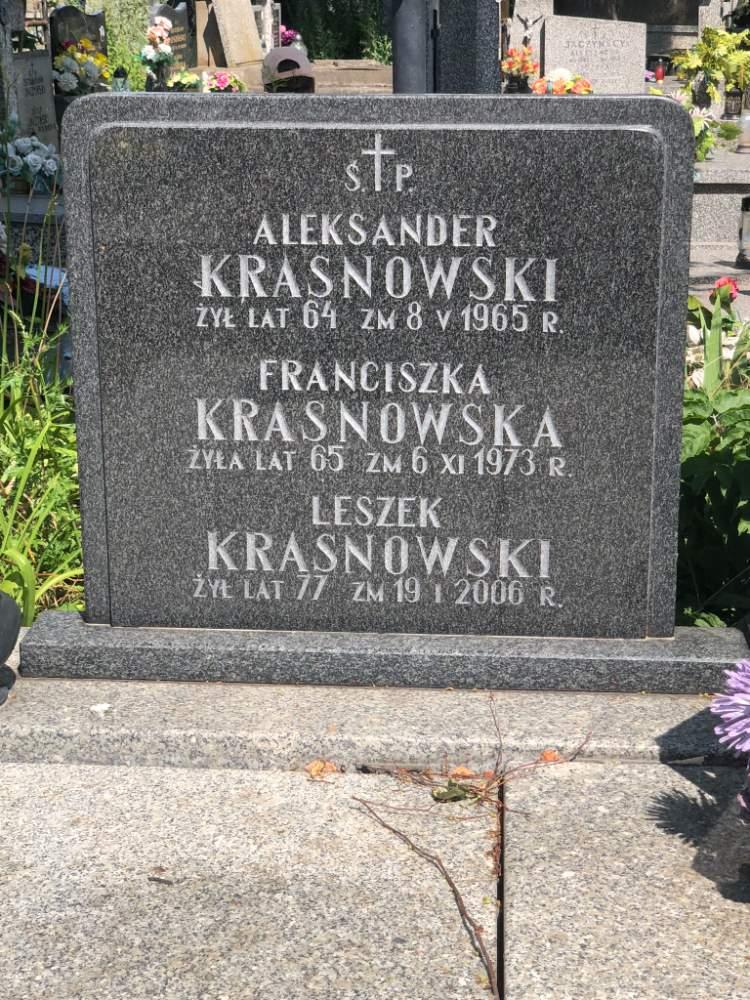 Ś. P.
ALEKSANDER
KRASNOWSKI
ŻYŁ LAT 64 ZM 8 V 1965 R.
FRANCISZKA
KRASNOWSKA
ŻYŁA LAT 65 ZM 6 XI 1973 R.
LESZEK
KRASNOWSKI
ŻYŁ LAT 77 ZM 19 I 2006 R.